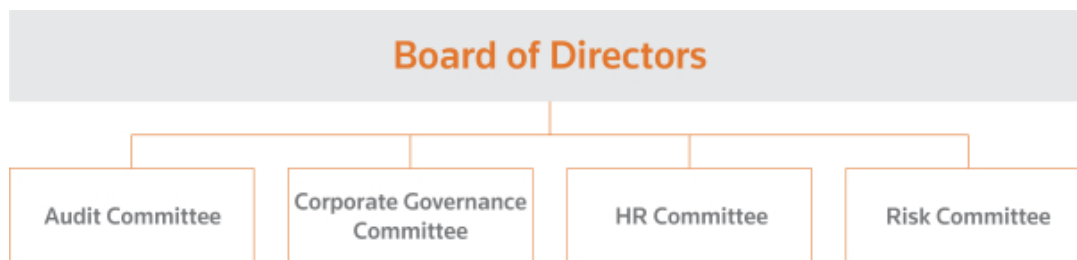 Board of Directors
Audit Committee
Corporate Governance
Committee
HR Committee
Risk Committee